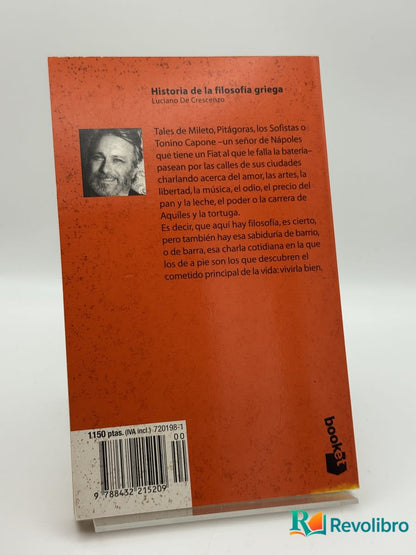 Historia de la filosofía griega
Luciano De Crescenzo
Tales de Mileto, Pitágoras, los Sofistas o
Tonino Capone –un señor de Nápoles
que tiene un Fiat al que le falla la batería–
pasean por las calles de sus ciudades
charlando acerca del amor, las artes, la
libertad, la música, el odio, el precio del
pan y la leche, el poder o la carrera de
Aquiles y la tortuga.
Es decir, que aquí hay filosofía, es cierto,
pero también hay esa sabiduría de barrio,
o de barra, esa charla cotidiana en la que
los de a pie son los que descubren el
cometido principal de la vida: vivirla bien.
1150 ptas. (IVA incl.) 720198-1
00
9 788432 215209
booket
Revolibro